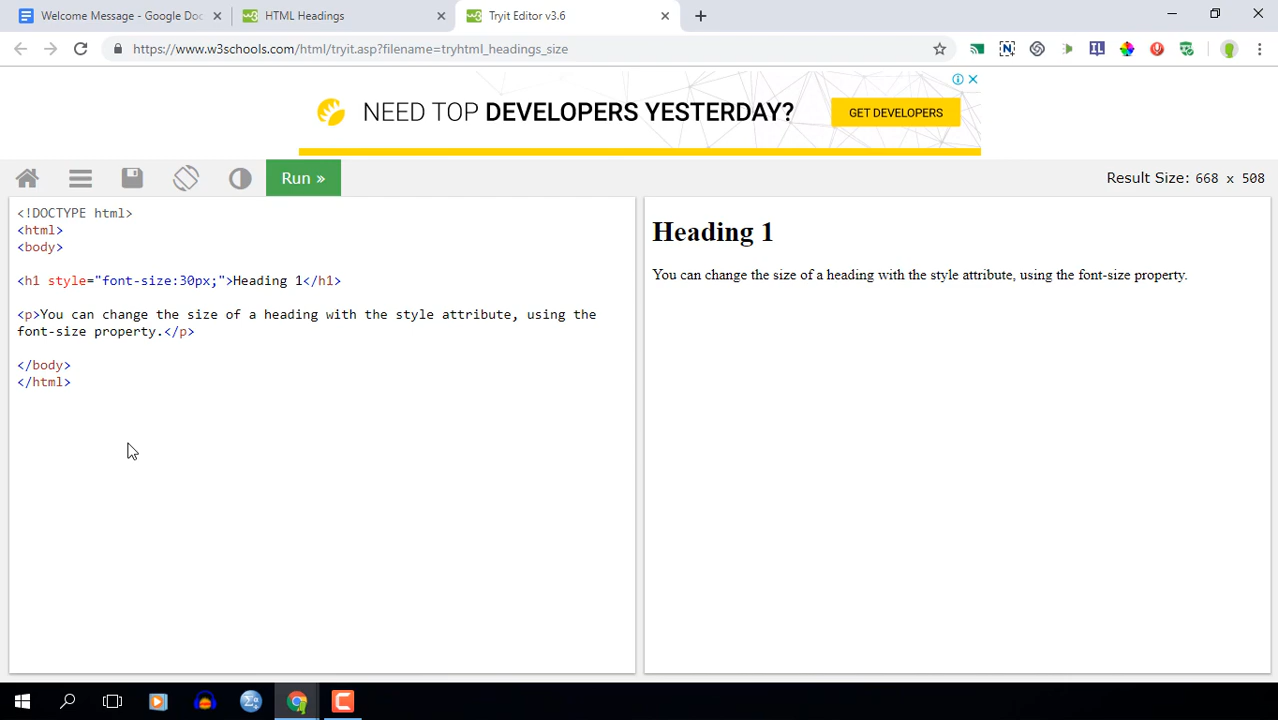 Welcome Message - Google Doc
HTML Headings
Tryit Editor v3.6
https://www.w3schools.com/html/tryit.asp?filename=tryhtml_headings_size
NEED TOP DEVELOPERS YESTERDAY?
GET DEVELOPERS
Run »
Result Size: 668 x 508
<!DOCTYPE html>
<html>
<body>
<h1 style="font-size:30px;">Heading 1</h1>
<p>You can change the size of a heading with the style attribute, using the
font-size property.</p>
</body>
</html>
Heading 1
You can change the size of a heading with the style attribute, using the font-size property.